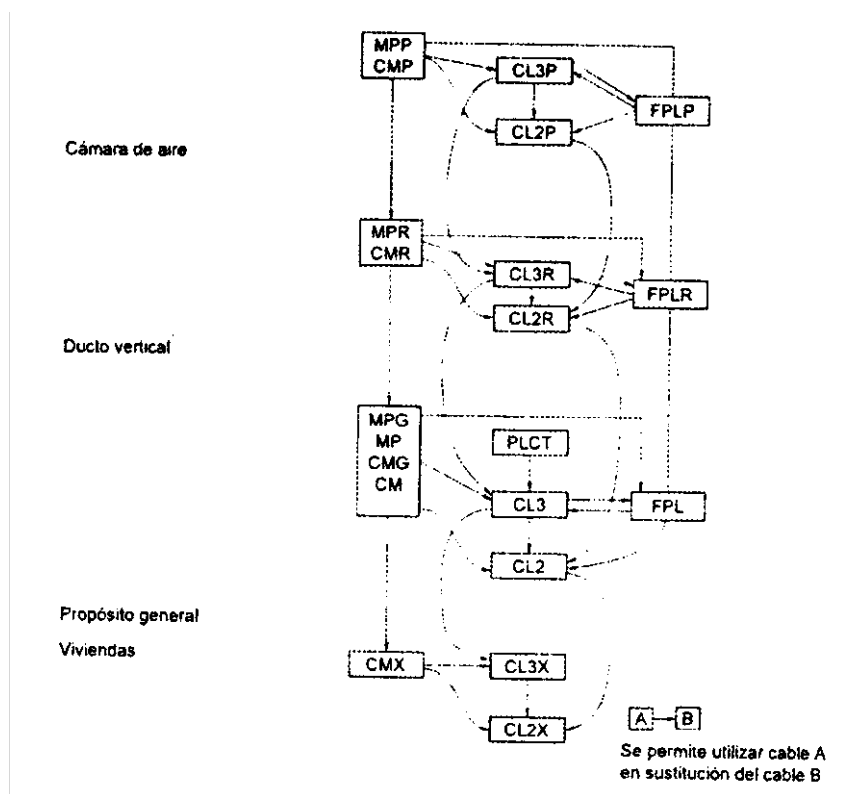 MPP
CMP
CL3P
FPLP
CL2P
Cámara de aire
MPR
CMR
CL3R
FPLR
CL2R
Ducto vertical
MPG
MP
CMG
CM
PLCT
CL3
FPL
CL2
Propósito general
Viviendas
CMX
CL3X
CL2X
A
B
Se permite utilizar cable A
en sustitución del cable B